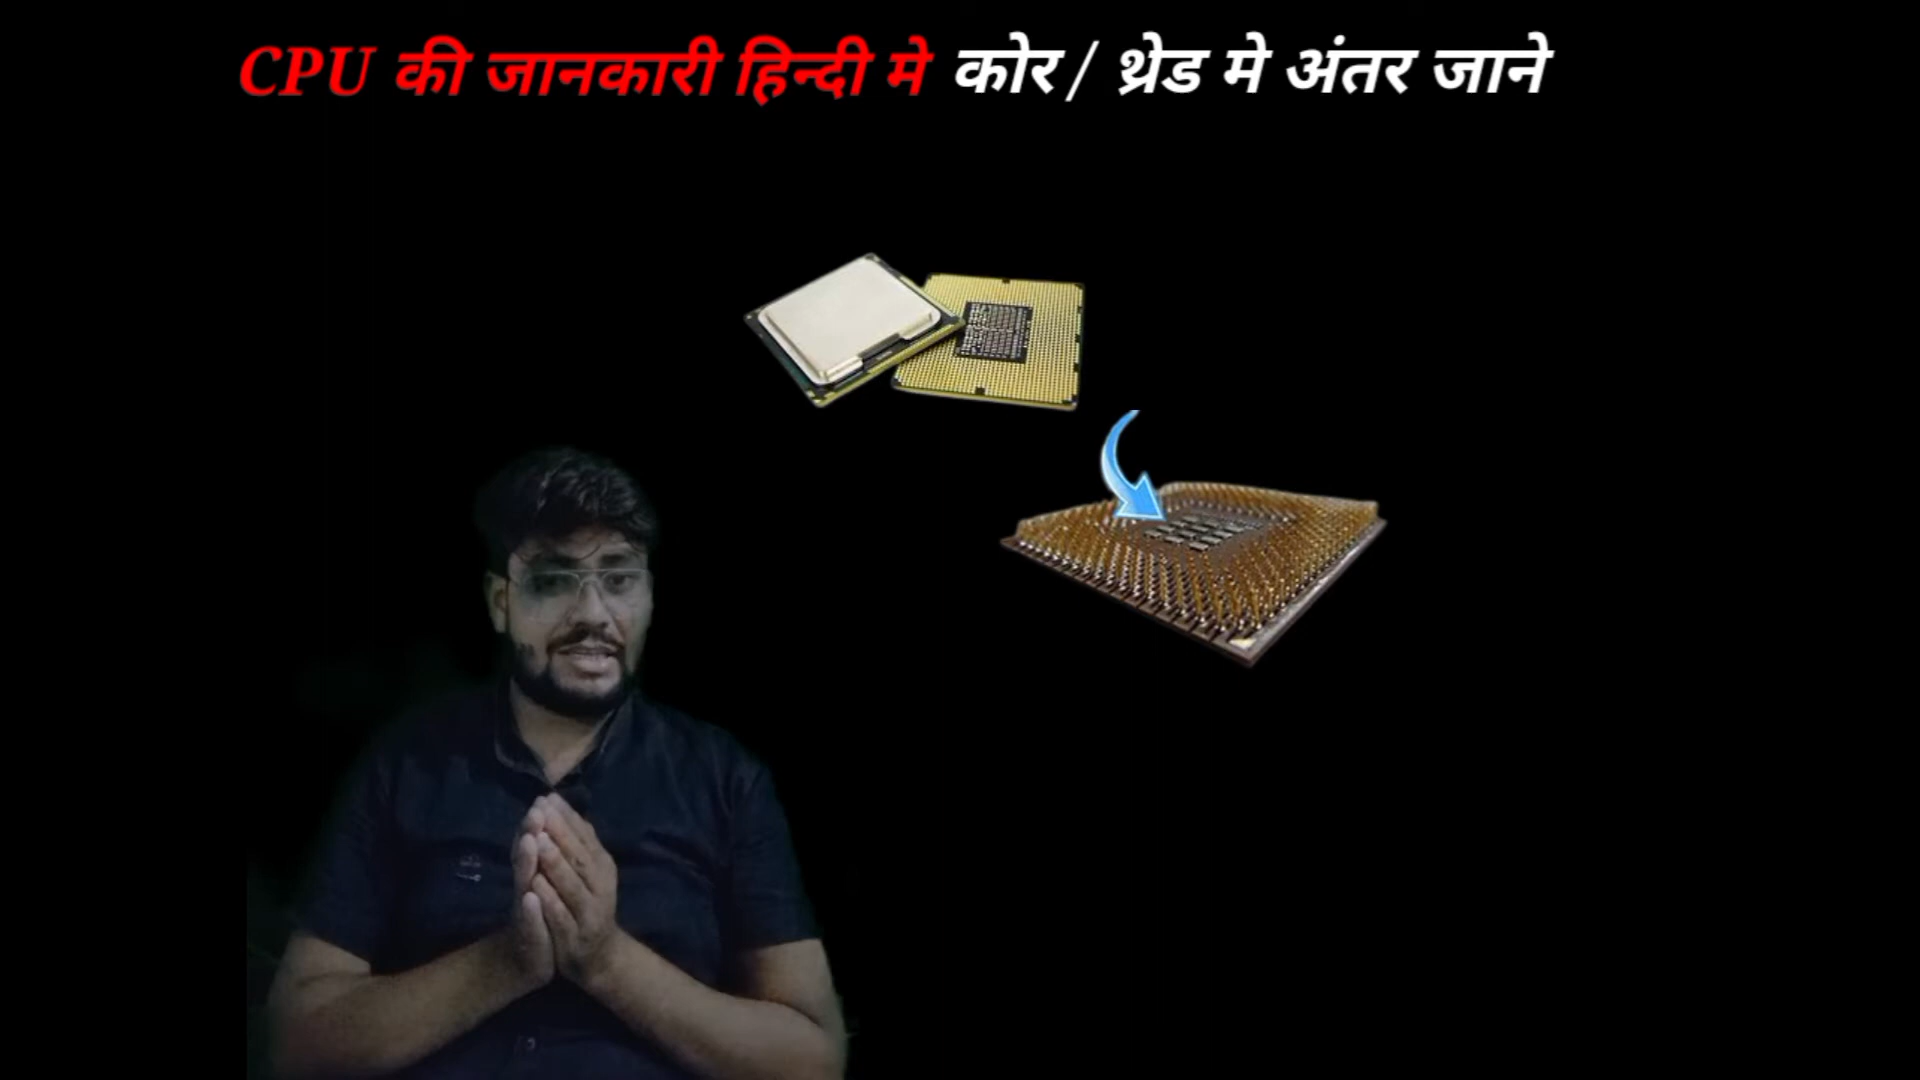 CPU की जानकारी हिन्दी मे कोर / थ्रेड मे अंतर जाने